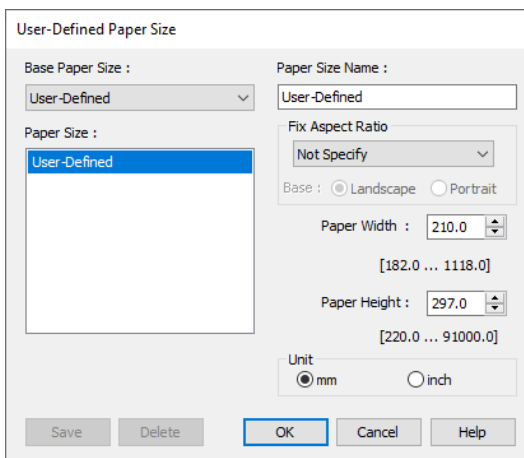 User-Defined Paper Size
Base Paper Size :
User-Defined
Paper Size :
User-Defined
Paper Size Name :
User-Defined
Fix Aspect Ratio
Not Specify
Base : Landscape Portrait
Paper Width : 210.0
[182.0 ... 1118.0]
Paper Height : 297.0
[220.0 ... 91000.0]
Unit
mm inch
Save Delete OK Cancel Help